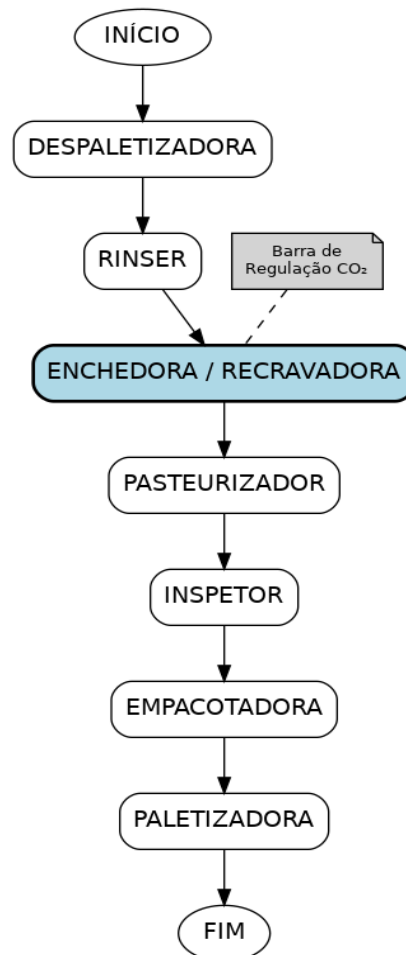 INÍCIO
DESPALETIZADORA
RINSER
Barra de
Regulação CO₂
ENCHEDORA / RECRAVADORA
PASTEURIZADOR
INSPETOR
EMPACOTADORA
PALETIZADORA
FIM